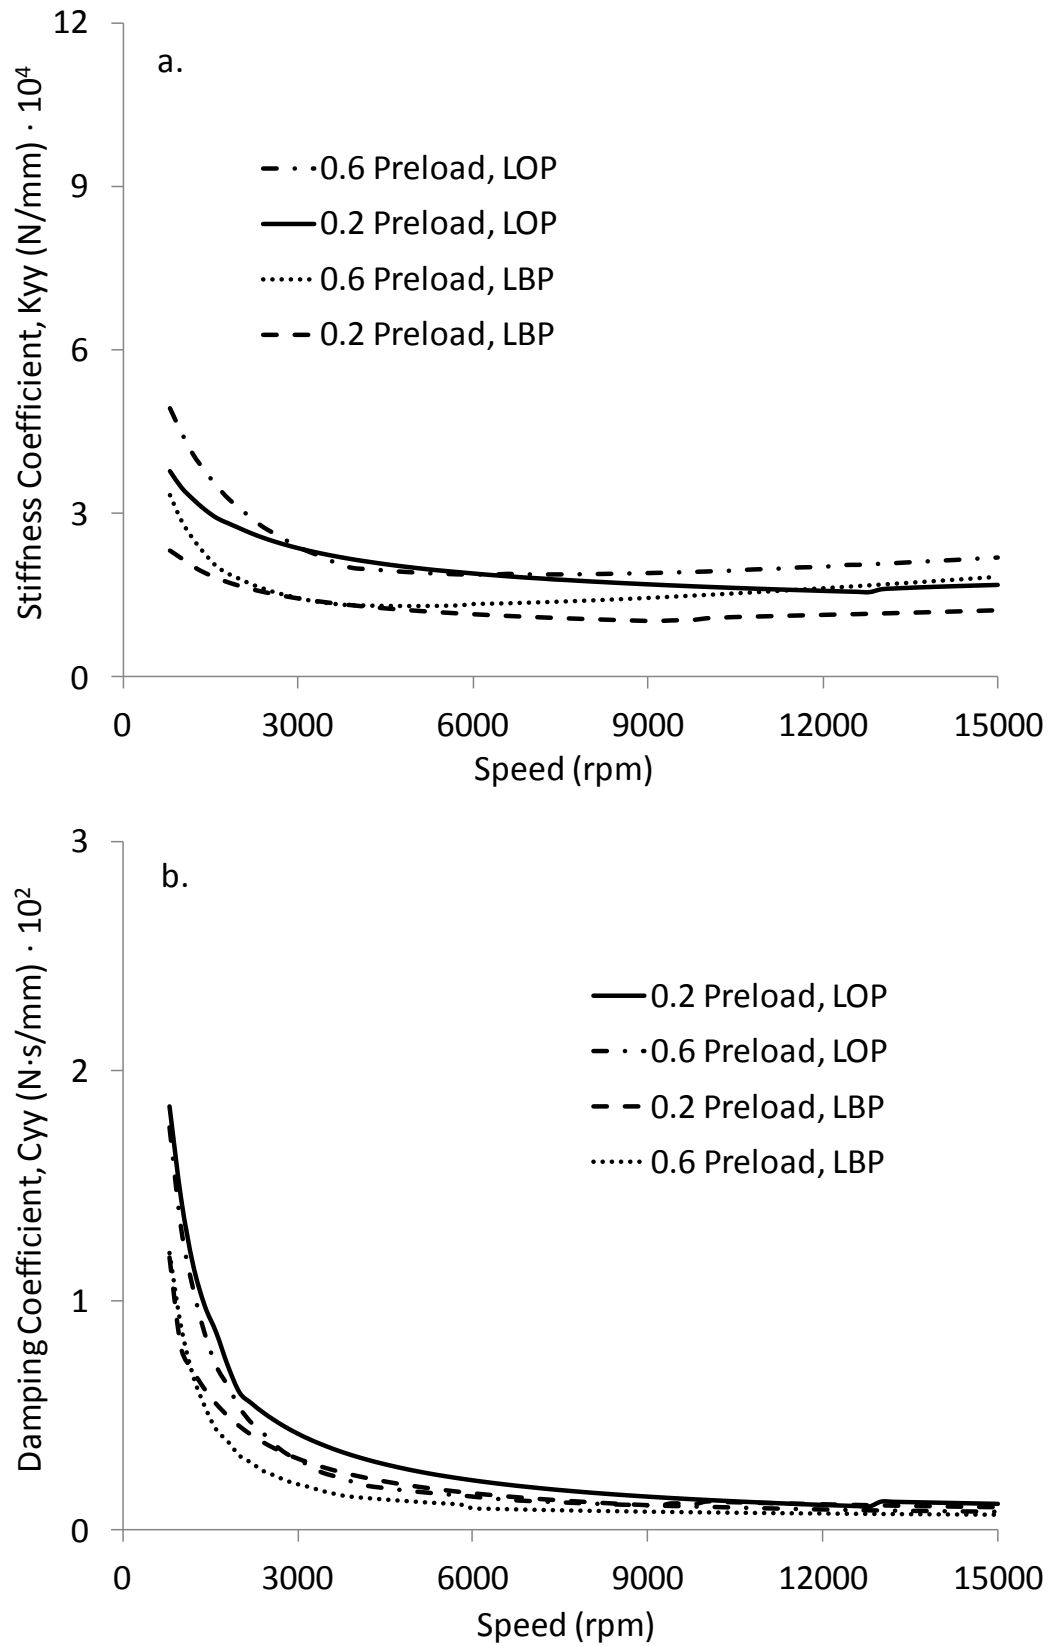 Stiffness Coefficient, Kyy (N/mm) · 10⁴
12
a.
9
0.6 Preload, LOP
0.2 Preload, LOP
0.6 Preload, LBP
0.2 Preload, LBP
6
3
0
0 3000 6000 9000 12000 15000
Speed (rpm)
Damping Coefficient, Cyy (N·s/mm) · 10²
3
b.
0.2 Preload, LOP
0.6 Preload, LOP
0.2 Preload, LBP
0.6 Preload, LBP
2
1
0
0 3000 6000 9000 12000 15000
Speed (rpm)